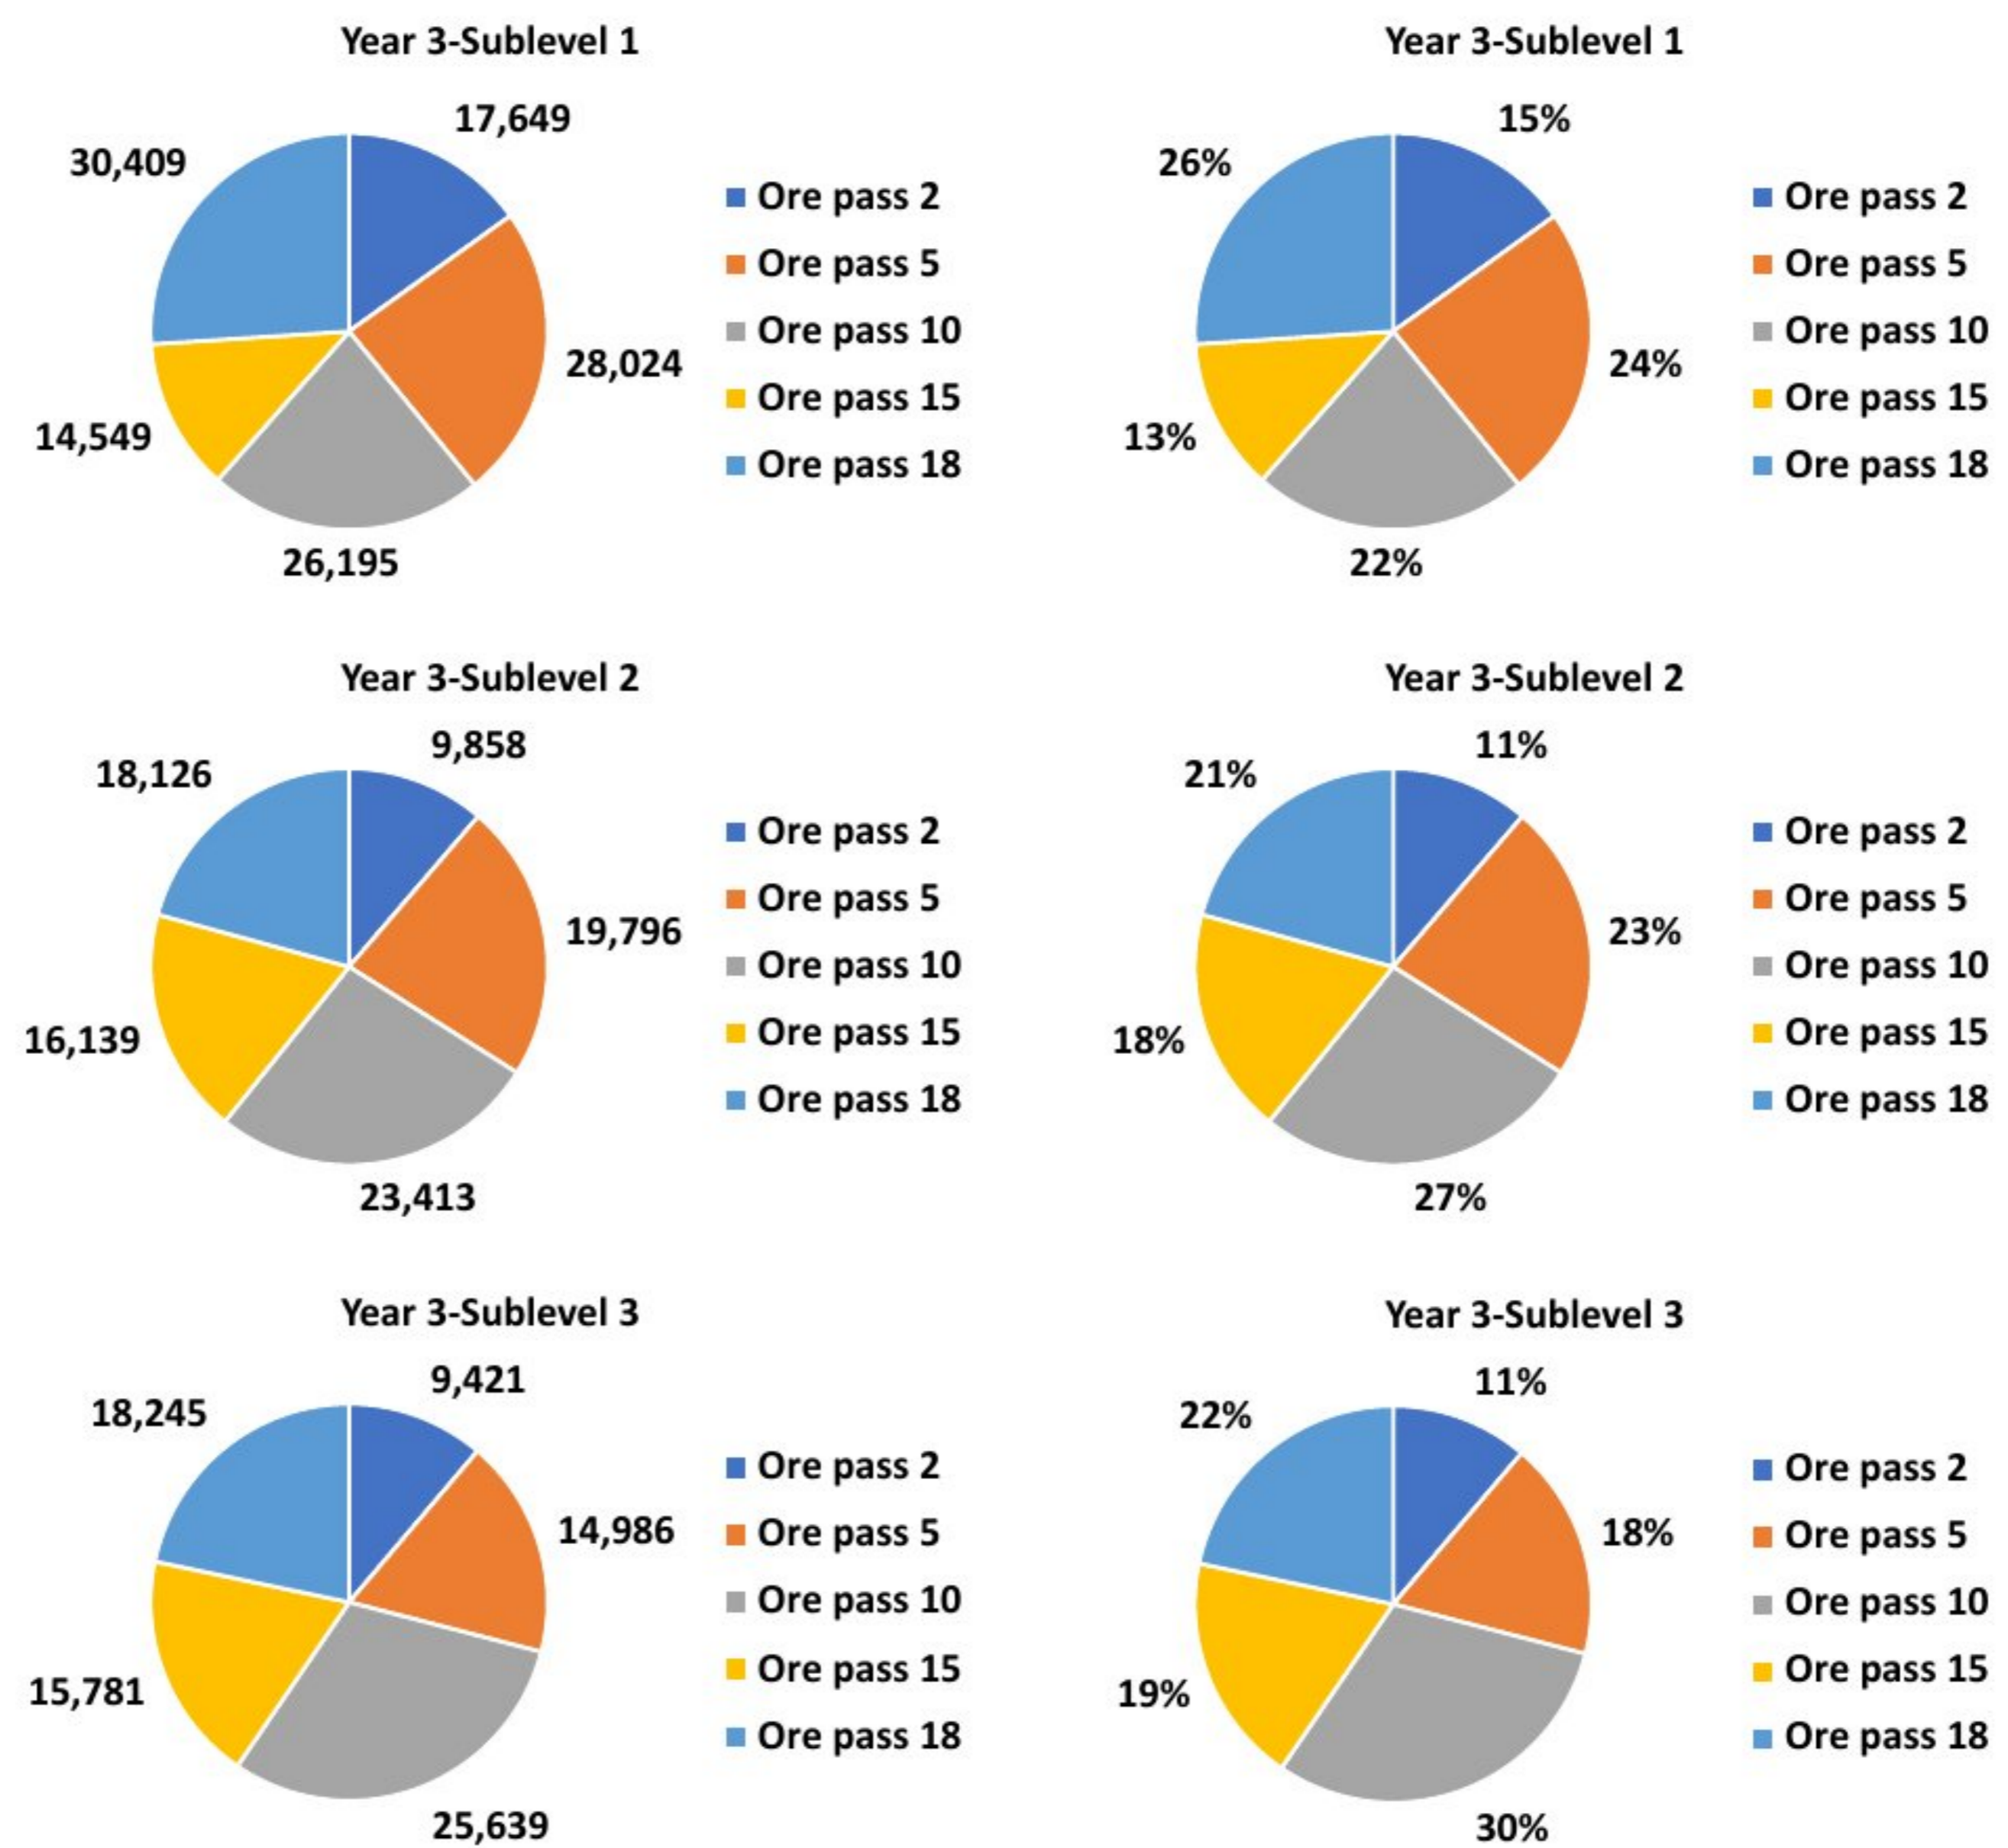 Year 3-Sublevel 1
17,649
30,409
28,024
14,549
26,195
Ore pass 2
Ore pass 5
Ore pass 10
Ore pass 15
Ore pass 18
Year 3-Sublevel 1
15%
26%
24%
13%
22%
Ore pass 2
Ore pass 5
Ore pass 10
Ore pass 15
Ore pass 18
Year 3-Sublevel 2
9,858
18,126
19,796
16,139
23,413
Ore pass 2
Ore pass 5
Ore pass 10
Ore pass 15
Ore pass 18
Year 3-Sublevel 2
11%
21%
23%
18%
27%
Ore pass 2
Ore pass 5
Ore pass 10
Ore pass 15
Ore pass 18
Year 3-Sublevel 3
9,421
18,245
14,986
15,781
25,639
Ore pass 2
Ore pass 5
Ore pass 10
Ore pass 15
Ore pass 18
Year 3-Sublevel 3
11%
22%
18%
19%
30%
Ore pass 2
Ore pass 5
Ore pass 10
Ore pass 15
Ore pass 18